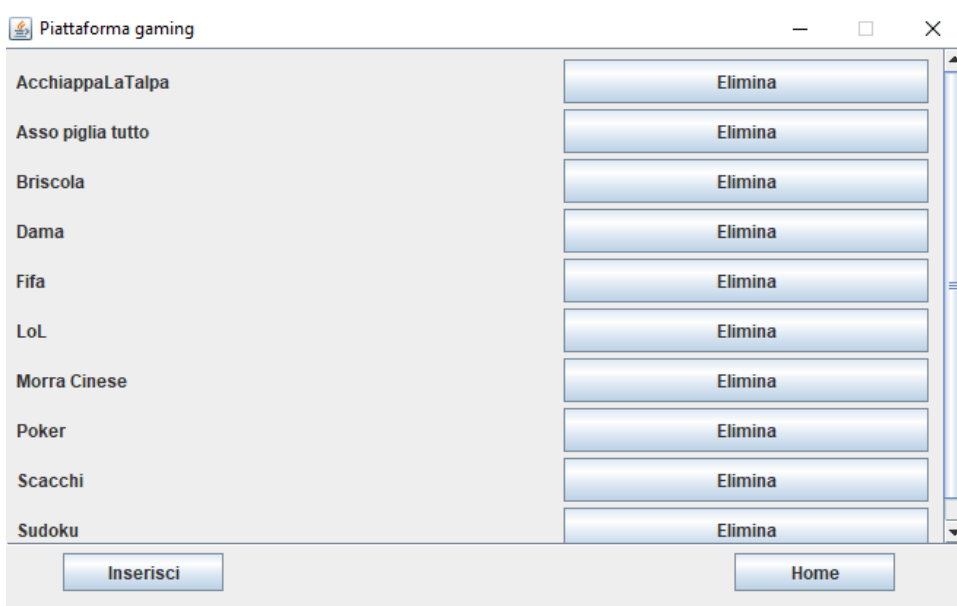 Piattaforma gaming
AcchiappaLaTalpa Elimina
Asso piglia tutto Elimina
Briscola Elimina
Dama Elimina
Fifa Elimina
LoL Elimina
Morra Cinese Elimina
Poker Elimina
Scacchi Elimina
Sudoku Elimina
Inserisci Home